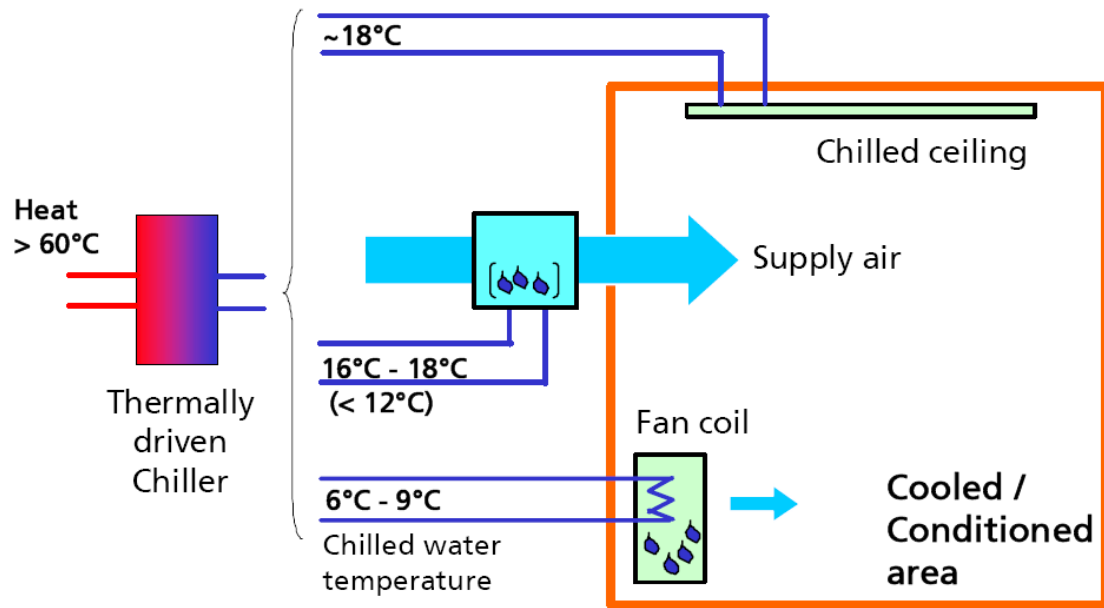 ~18°C
Chilled ceiling
Heat
> 60°C
Supply air
16°C - 18°C
(< 12°C)
Thermally
driven
Chiller
Fan coil
6°C - 9°C
Chilled water
temperature
Cooled /
Conditioned
area